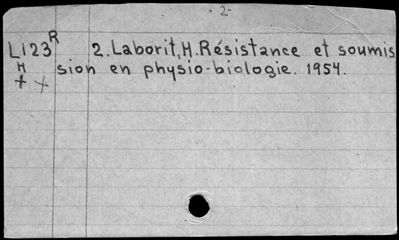 - 2-
L123R 2. Laborit, H. Résistance et soumis
H sion en physio-biologie. 1954.
+ +